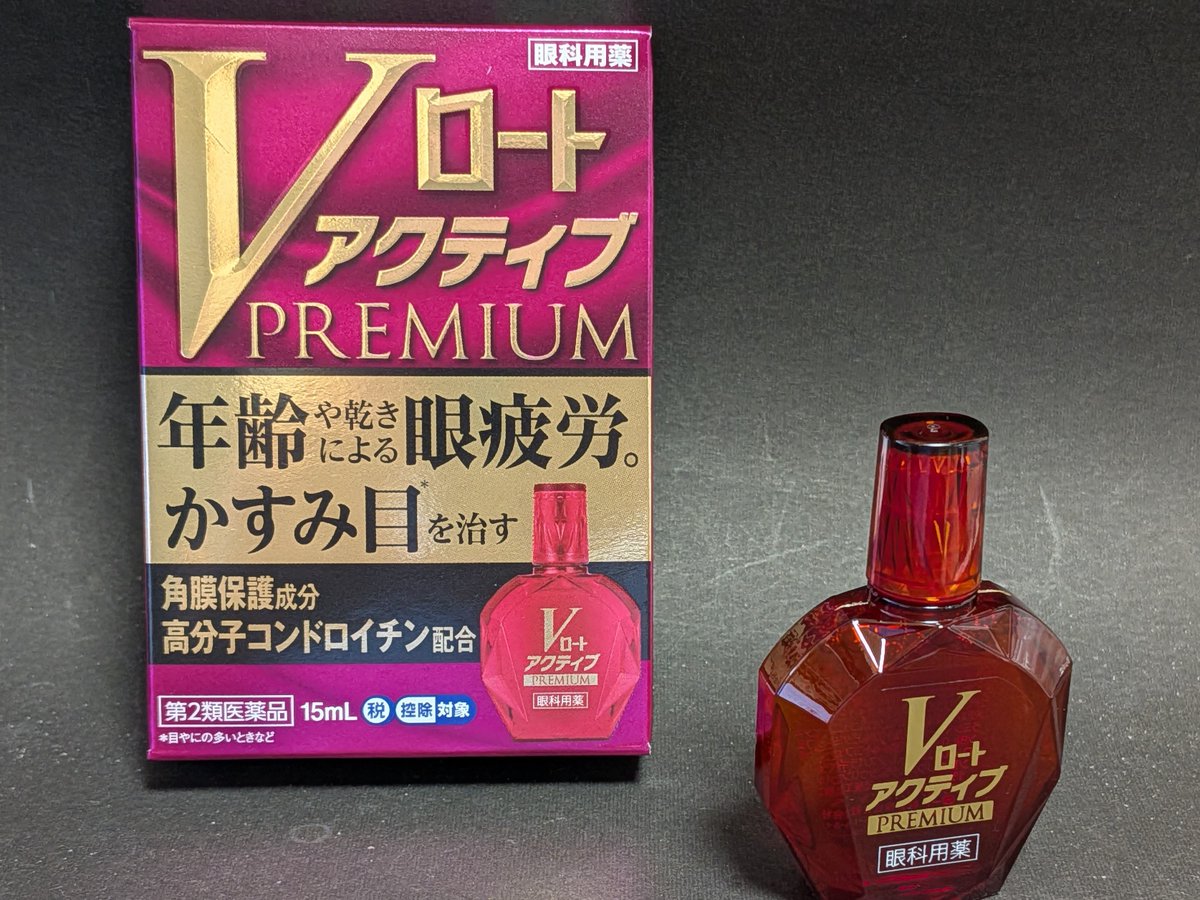 眼科用薬
Vロート
アクティブ
PREMIUM
年齢や乾きによる眼疲労。
かすみ目*を治す
角膜保護成分
高分子コンドロイチン配合
第2類医薬品 15mL 税 控除 対象
*目やにの多いときなど
Vロート
アクティブ
PREMIUM
眼科用薬
Vロート
アクティブ
PREMIUM
眼科用薬